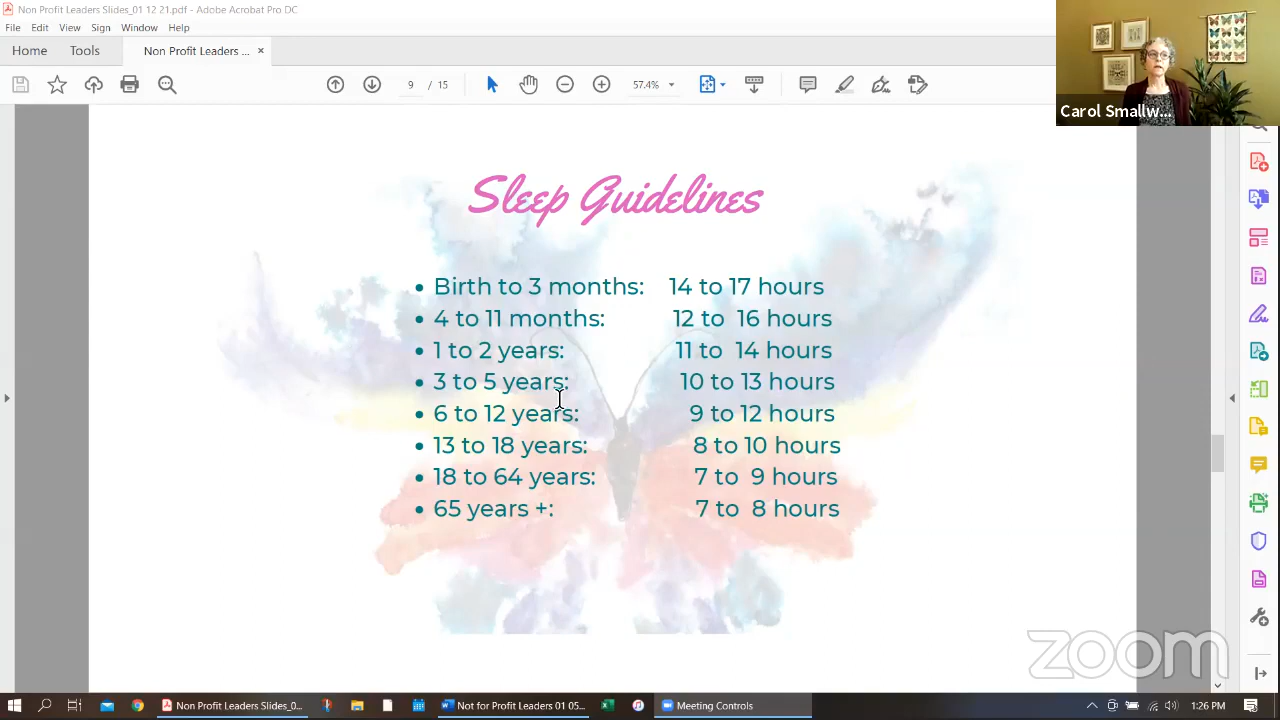 Non Profit Leaders Slides_01 12 21.pdf - Adobe Acrobat Pro DC
File Edit View Sign Window Help
Home Tools Non Profit Leaders ... ×
9 / 15 57.4%
Carol Smallw...
Sleep Guidelines
• Birth to 3 months: 14 to 17 hours
• 4 to 11 months: 12 to 16 hours
• 1 to 2 years: 11 to 14 hours
• 3 to 5 years: 10 to 13 hours
• 6 to 12 years: 9 to 12 hours
• 13 to 18 years: 8 to 10 hours
• 18 to 64 years: 7 to 9 hours
• 65 years +: 7 to 8 hours
zoom
Non Profit Leaders Slides_0... Not for Profit Leaders 01 05... Meeting Controls 1:26 PM